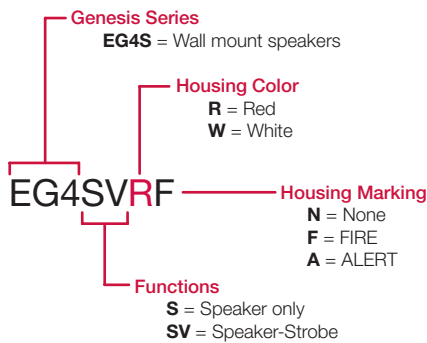 Genesis Series
EG4S = Wall mount speakers
Housing Color
R = Red
W = White
EG4SVRF
Housing Marking
N = None
F = FIRE
A = ALERT
Functions
S = Speaker only
SV = Speaker-Strobe